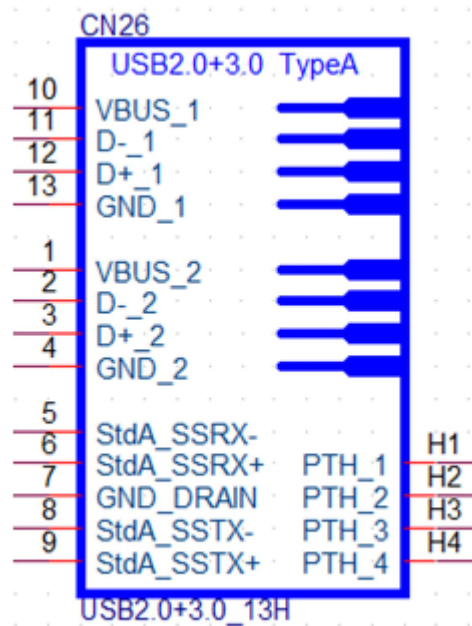 CN26
USB2.0+3.0 TypeA
10 VBUS_1
11 D-_1
12 D+_1
13 GND_1
1 VBUS_2
2 D-_2
3 D+_2
4 GND_2
5 StdA_SSRX-
6 StdA_SSRX+ PTH_1 H1
7 GND_DRAIN PTH_2 H2
8 StdA_SSTX- PTH_3 H3
9 StdA_SSTX+ PTH_4 H4
USB2.0+3.0_13H